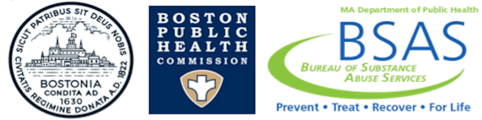 SICUT PATRIBUS SIT DEUS NOBIS
CIVITATIS REGIMINE DONATA A.D. 1822
BOSTONIA
CONDITA AD
1630
BOSTON
PUBLIC
HEALTH
COMMISSION
MA Department of Public Health
BSAS
BUREAU OF SUBSTANCE
ABUSE SERVICES
Prevent • Treat • Recover • For Life